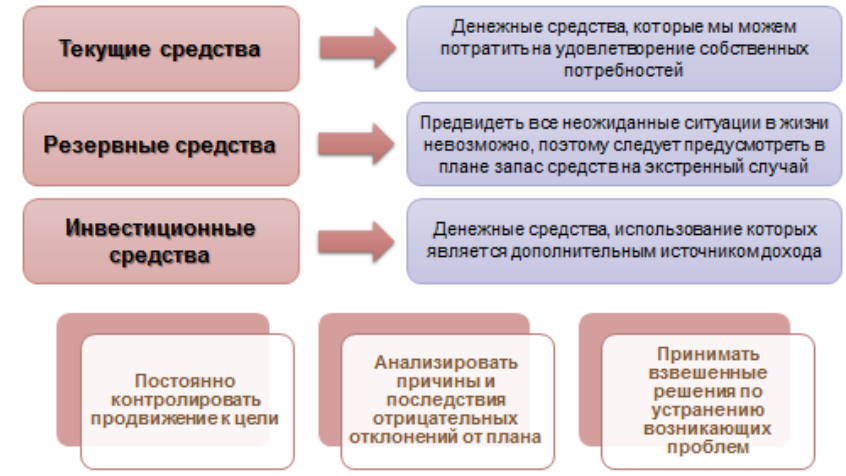 Текущие средства
Денежные средства, которые мы можем
потратить на удовлетворение собственных
потребностей
Резервные средства
Предвидеть все неожиданные ситуации в жизни
невозможно, поэтому следует предусмотреть в
плане запас средств на экстренный случай
Инвестиционные
средства
Денежные средства, использование которых
является дополнительным источником дохода
Постоянно
контролировать
продвижение к цели
Анализировать
причины и
последствия
отрицательных
отклонений от плана
Принимать
взвешенные
решения по
устранению
возникающих
проблем